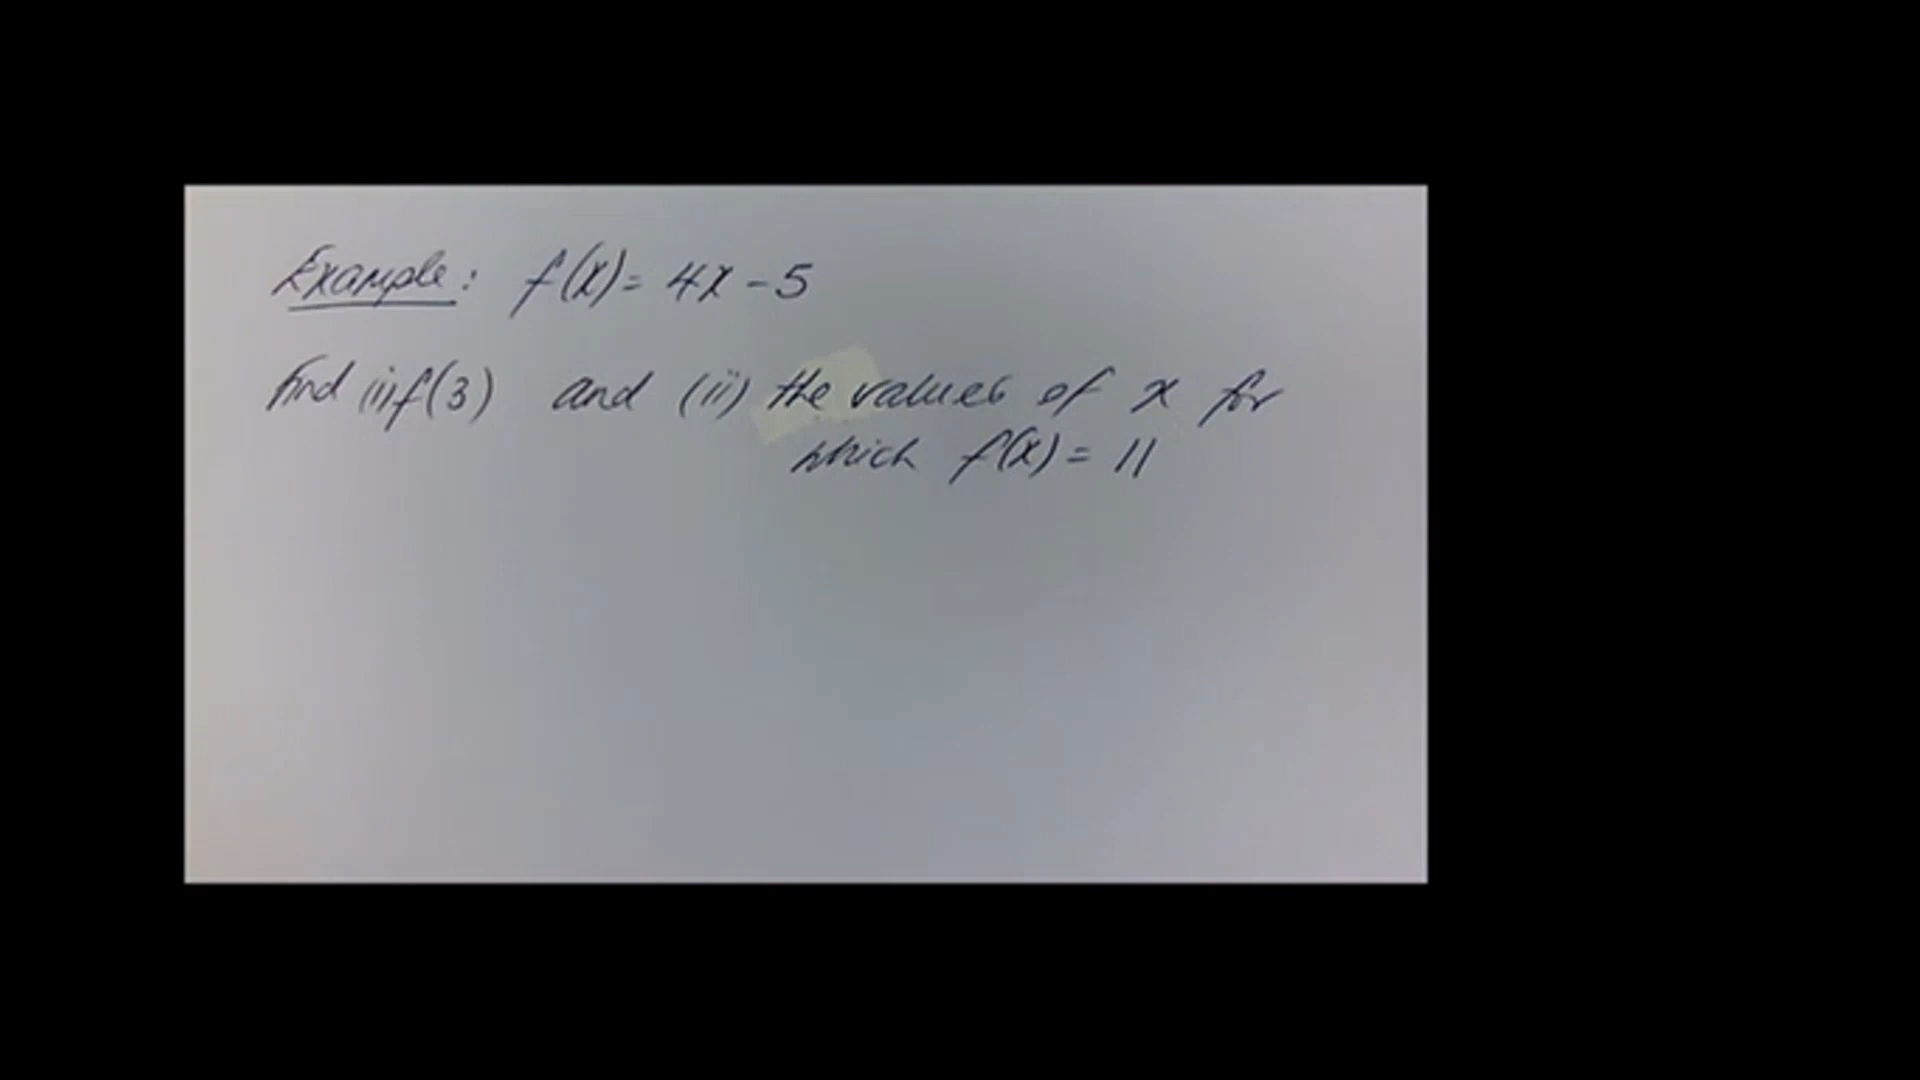 Example: f(x) = 4x - 5
Find (i) f(3) and (ii) the values of x for
which f(x) = 11